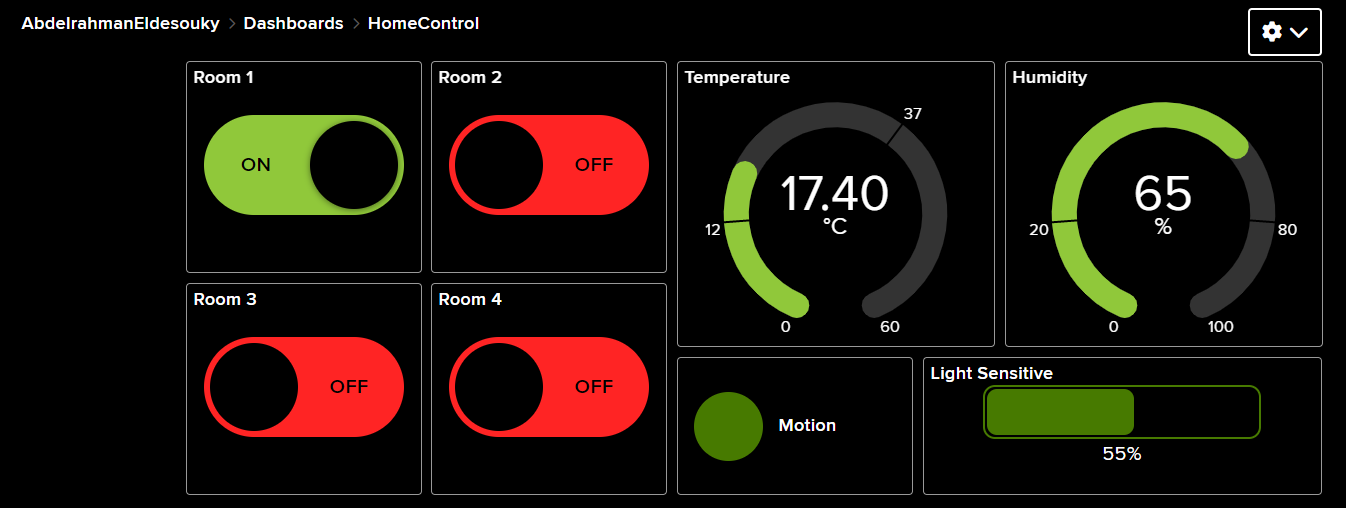 AbdelrahmanEldesouky > Dashboards > HomeControl
Room 1
ON
Room 2
OFF
Room 3
OFF
Room 4
OFF
Temperature
37
17.40
°C
12
0
60
Humidity
65
%
20
80
0
100
Motion
Light Sensitive
55%